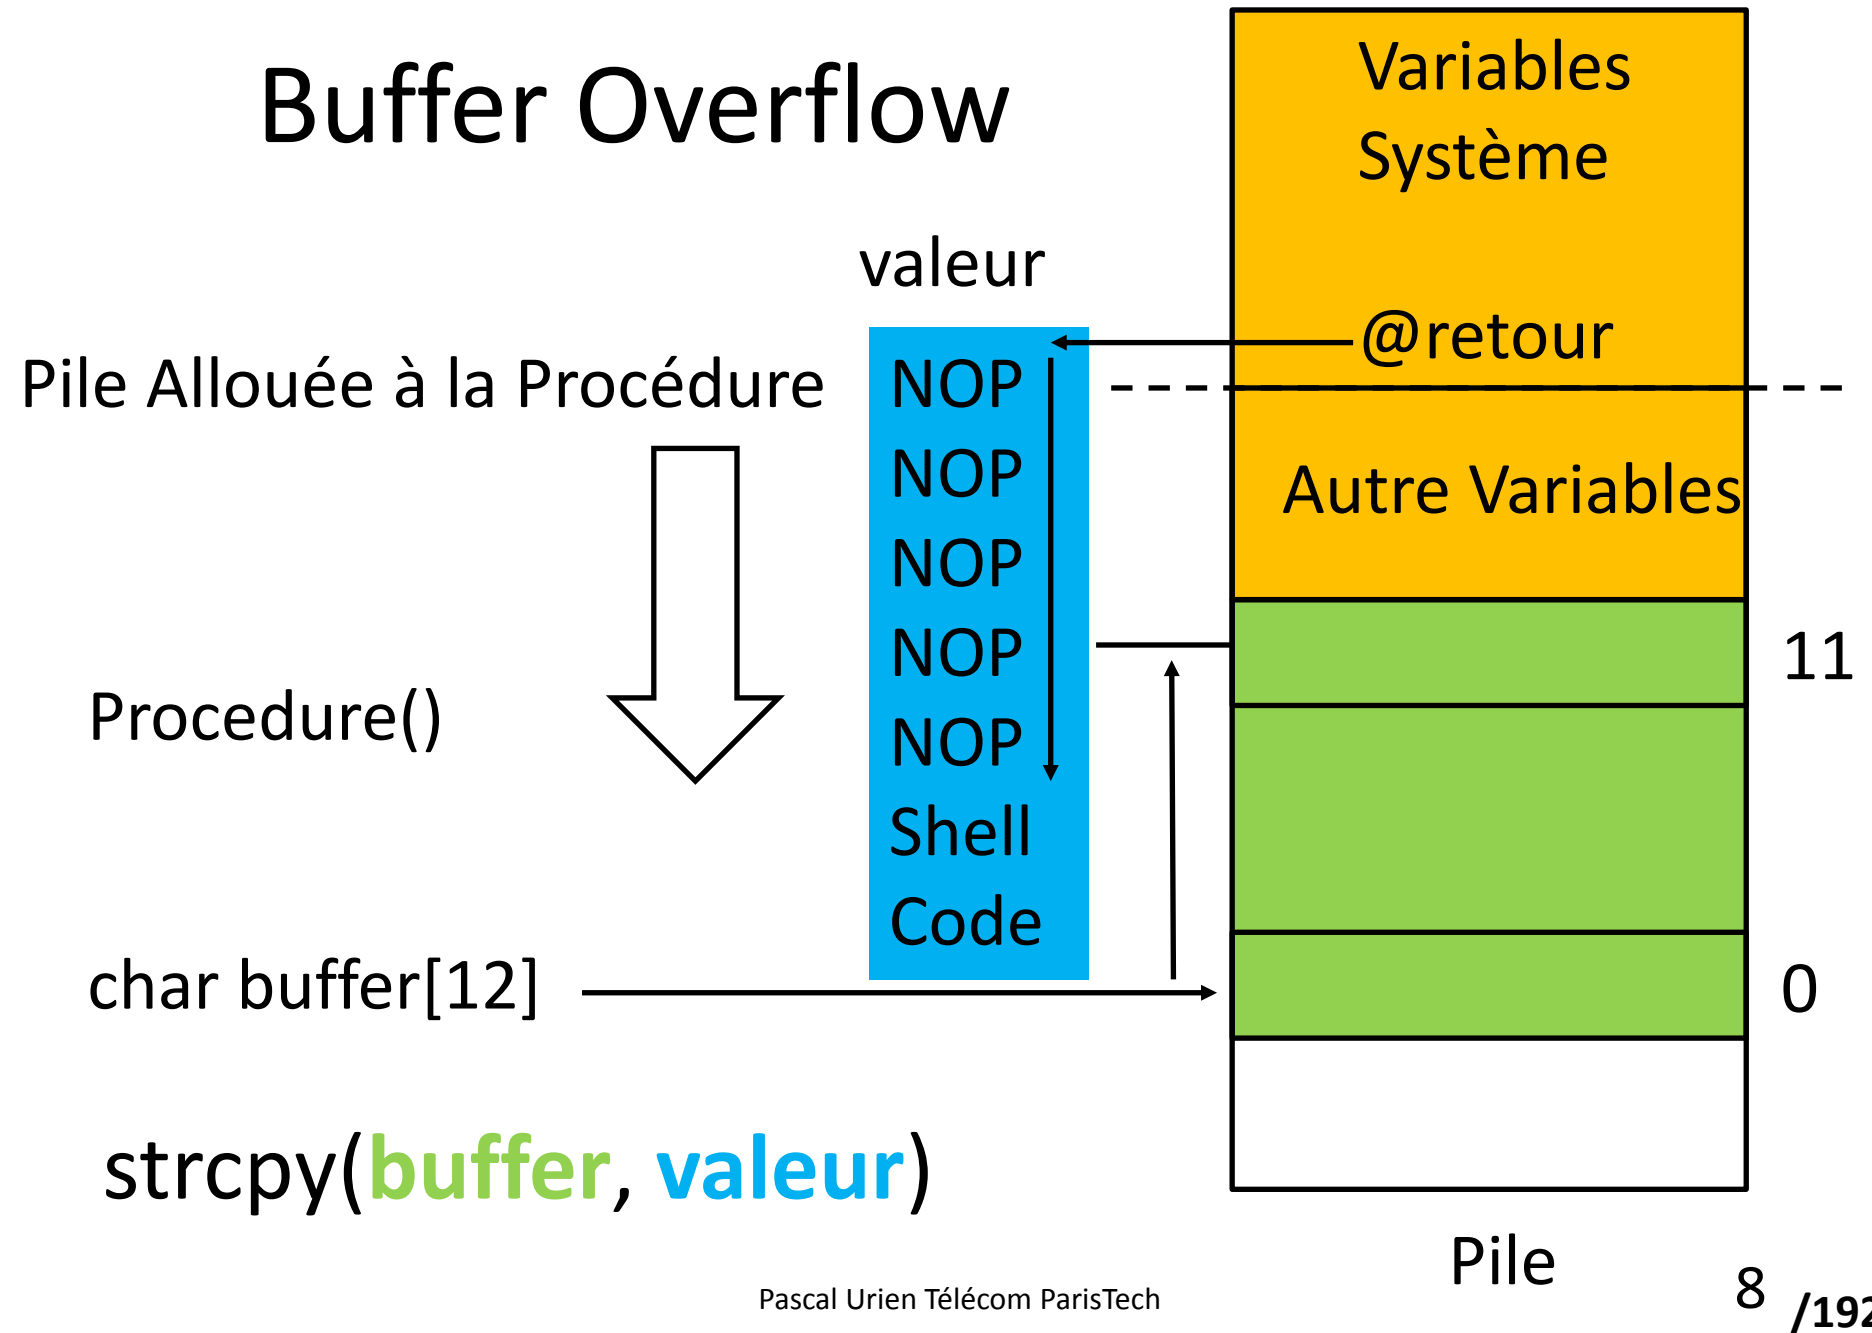 Buffer Overflow
Variables
Système
valeur
@retour
Pile Allouée à la Procédure
NOP
NOP
NOP
NOP
NOP
Shell
Code
Autre Variables
11
Procedure()
char buffer[12]
0
strcpy(buffer, valeur)
Pile
Pascal Urien Télécom ParisTech
8 /192